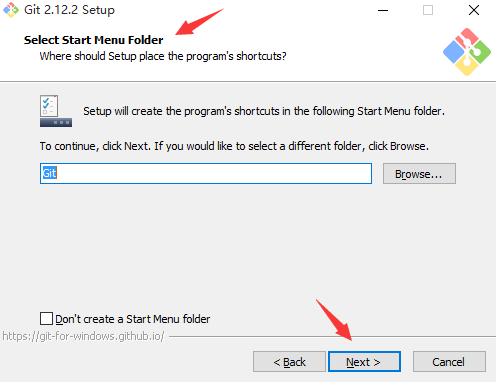 Git 2.12.2 Setup
Select Start Menu Folder
Where should Setup place the program's shortcuts?
Setup will create the program's shortcuts in the following Start Menu folder.
To continue, click Next. If you would like to select a different folder, click Browse.
Git
Browse...
Don't create a Start Menu folder
https://git-for-windows.github.io/
< Back
Next >
Cancel